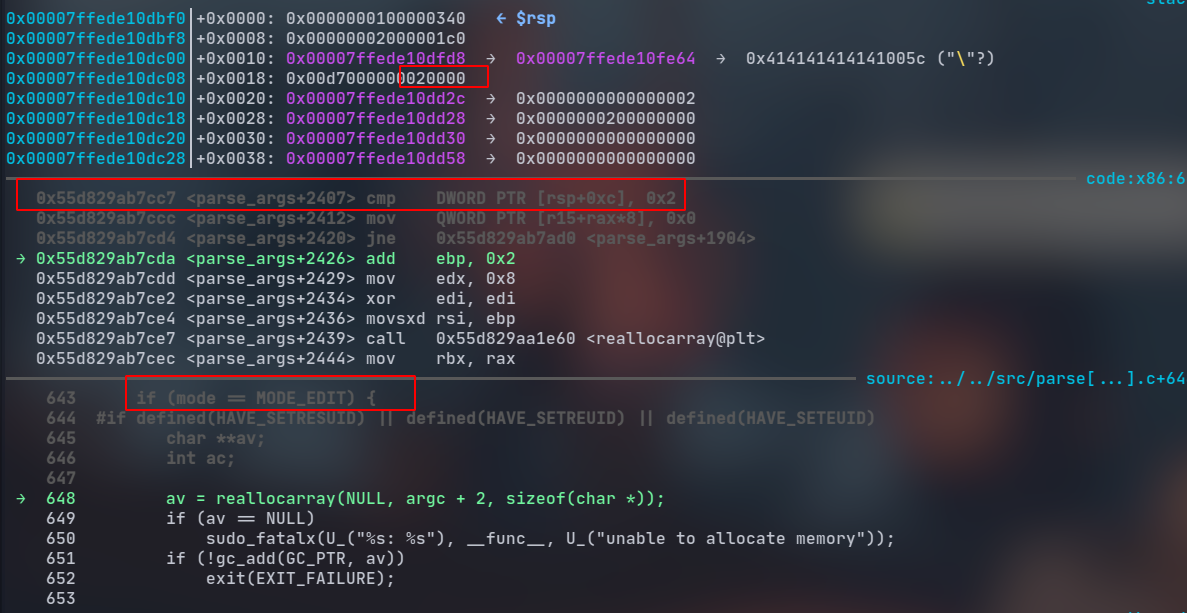 stac
0x00007ffede10dbf0│+0x0000: 0x0000000100000340   ← $rsp
0x00007ffede10dbf8│+0x0008: 0x00000002000001c0
0x00007ffede10dc00│+0x0010: 0x00007ffede10dfd8  →  0x00007ffede10fe64  →  0x414141414141005c ("\"?)
0x00007ffede10dc08│+0x0018: 0x00d7000000020000
0x00007ffede10dc10│+0x0020: 0x00007ffede10dd2c  →  0x0000000000000002
0x00007ffede10dc18│+0x0028: 0x00007ffede10dd28  →  0x0000000200000000
0x00007ffede10dc20│+0x0030: 0x00007ffede10dd30  →  0x0000000000000000
0x00007ffede10dc28│+0x0038: 0x00007ffede10dd58  →  0x0000000000000000
code:x86:6
0x55d829ab7cc7 <parse_args+2407> cmp    DWORD PTR [rsp+0xc], 0x2
0x55d829ab7ccc <parse_args+2412> mov    QWORD PTR [r15+rax*8], 0x0
0x55d829ab7cd4 <parse_args+2420> jne    0x55d829ab7ad0 <parse_args+1904>
→ 0x55d829ab7cda <parse_args+2426> add    ebp, 0x2
0x55d829ab7cdd <parse_args+2429> mov    edx, 0x8
0x55d829ab7ce2 <parse_args+2434> xor    edi, edi
0x55d829ab7ce4 <parse_args+2436> movsxd rsi, ebp
0x55d829ab7ce7 <parse_args+2439> call   0x55d829aa1e60 <reallocarray@plt>
0x55d829ab7cec <parse_args+2444> mov    rbx, rax
source:../../src/parse[...].c+64
643      if (mode == MODE_EDIT) {
644  #if defined(HAVE_SETRESUID) || defined(HAVE_SETREUID) || defined(HAVE_SETEUID)
645         char **av;
646         int ac;
647
→  648         av = reallocarray(NULL, argc + 2, sizeof(char *));
649         if (av == NULL)
650             sudo_fatalx(U_("%s: %s"), __func__, U_("unable to allocate memory"));
651         if (!gc_add(GC_PTR, av))
652             exit(EXIT_FAILURE);
653